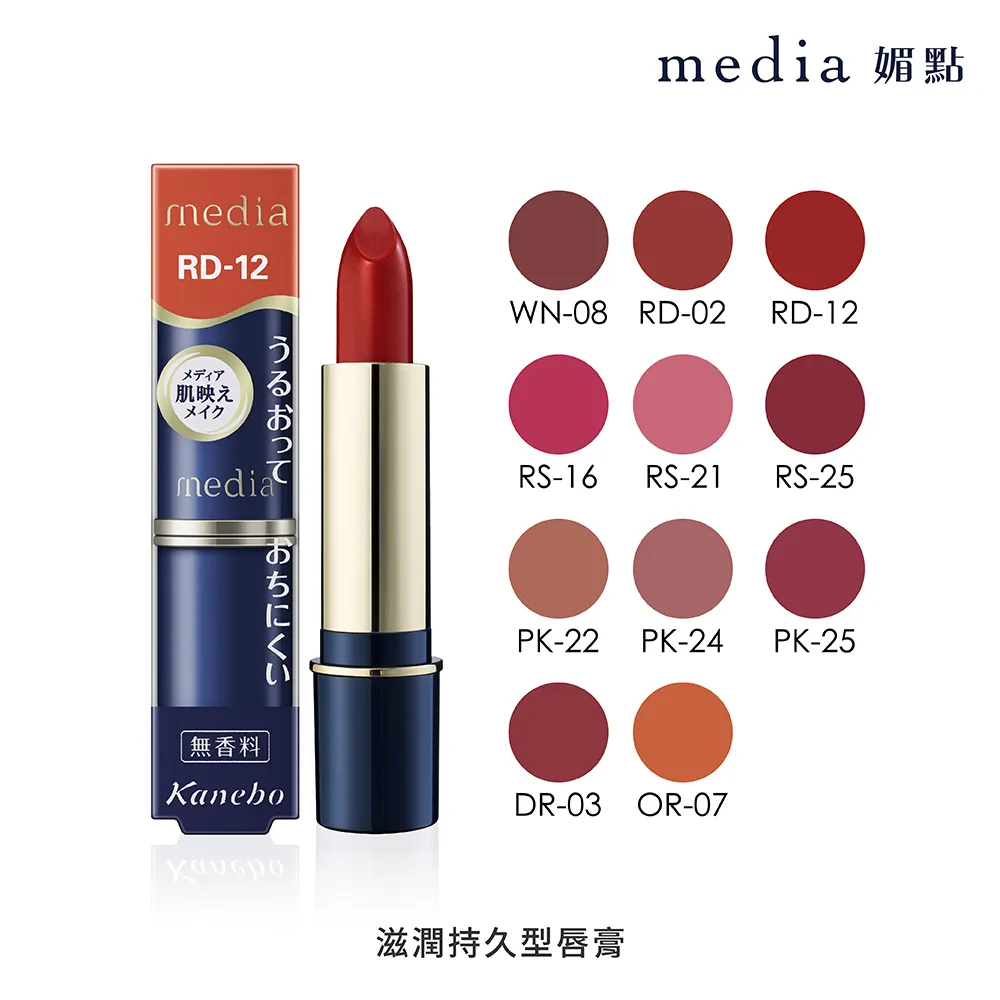 media 媚點
media
RD-12
メディア
肌映え
メイク
うるおって おちにくい
media
無香料
Kanebo
WN-08 RD-02 RD-12
RS-16 RS-21 RS-25
PK-22 PK-24 PK-25
DR-03 OR-07
滋潤持久型唇膏